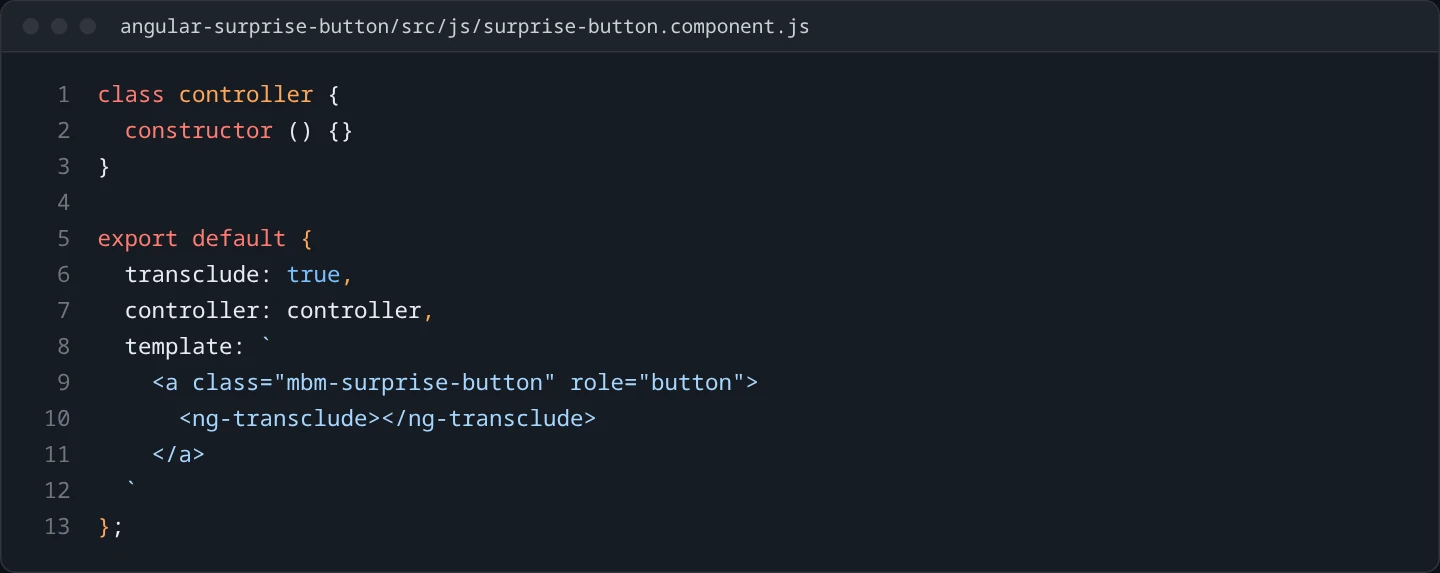 angular-surprise-button/src/js/surprise-button.component.js
1 class controller {
2   constructor () {}
3 }
4
5 export default {
6   transclude: true,
7   controller: controller,
8   template: `
9     <a class="mbm-surprise-button" role="button">
10       <ng-transclude></ng-transclude>
11     </a>
12   `
13 };